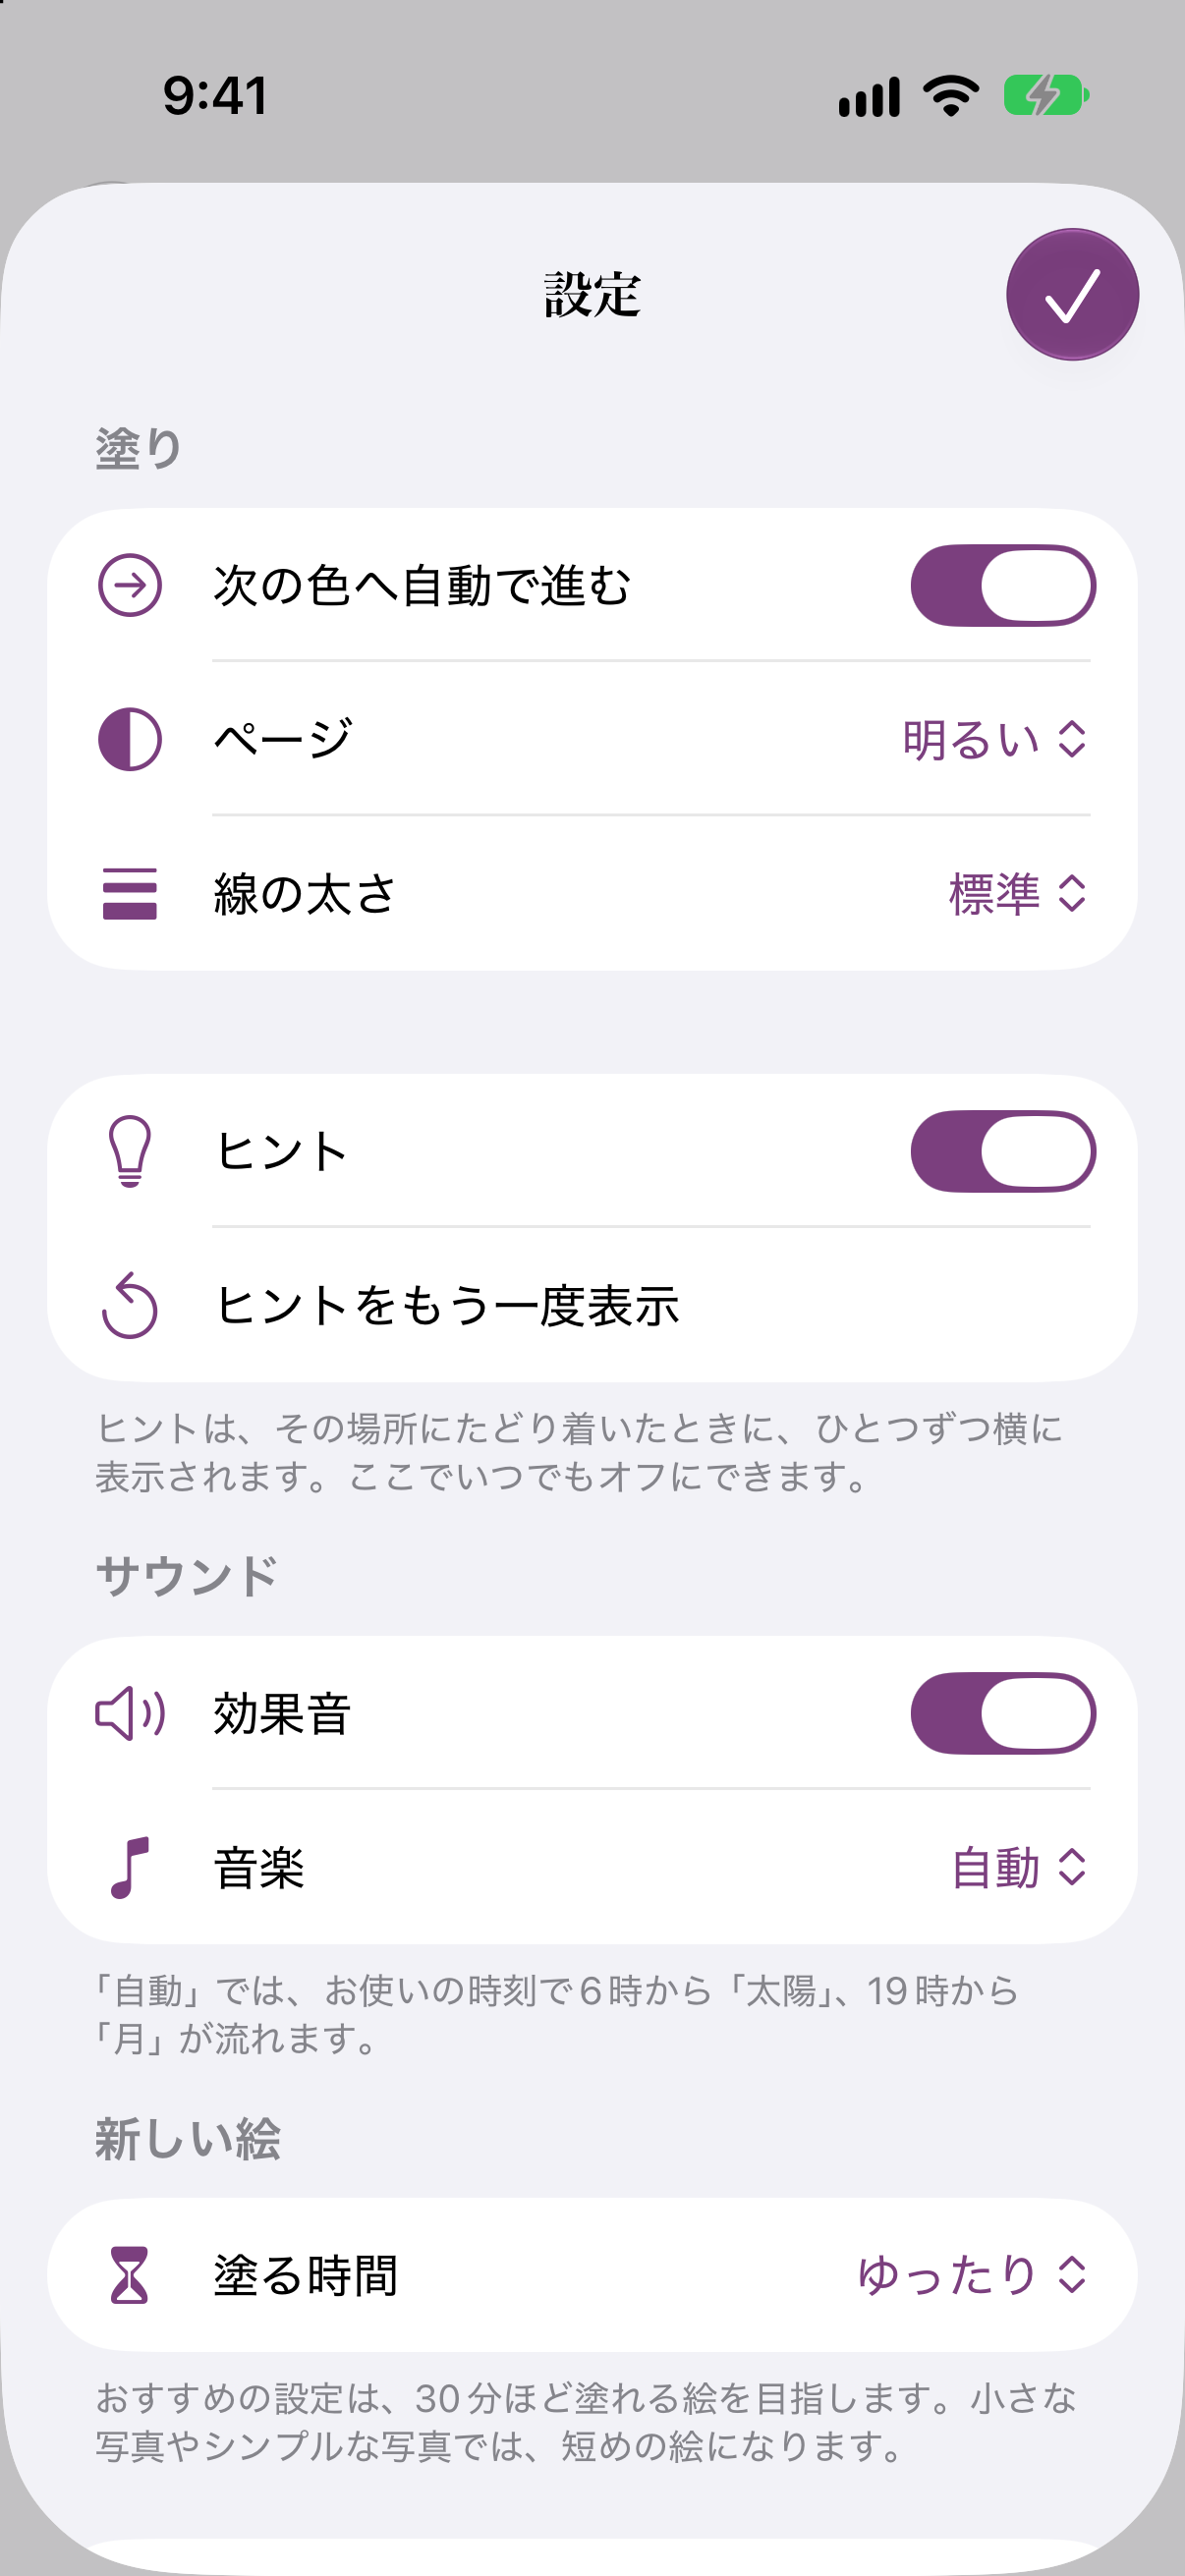 9:41
設定
塗り
次の色へ自動で進む
ページ 明るい
線の太さ 標準
ヒント
ヒントをもう一度表示
ヒントは、その場所にたどり着いたときに、ひとつずつ横に
表示されます。ここでいつでもオフにできます。
サウンド
効果音
音楽 自動
「自動」では、お使いの時刻で6時から「太陽」、19時から
「月」が流れます。
新しい絵
塗る時間 ゆったり
おすすめの設定は、30分ほど塗れる絵を目指します。小さな
写真やシンプルな写真では、短めの絵になります。